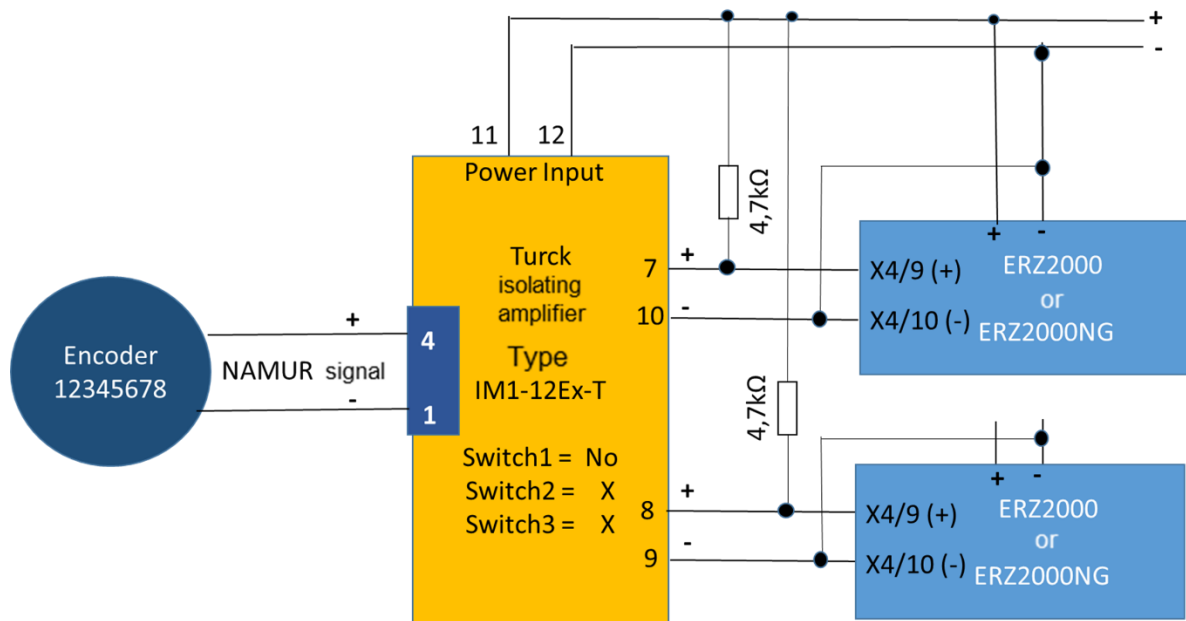 +
-
11
12
Power Input
4,7kΩ
+
-
Turck
isolating
amplifier
7
+
X4/9 (+)
ERZ2000
or
ERZ2000NG
10
-
X4/10 (-)
Encoder
12345678
+
NAMUR signal
-
4
1
Type
IM1-12Ex-T
4,7kΩ
Switch1 = No
Switch2 = X
Switch3 = X
+
-
8
+
X4/9 (+)
ERZ2000
or
ERZ2000NG
9
-
X4/10 (-)